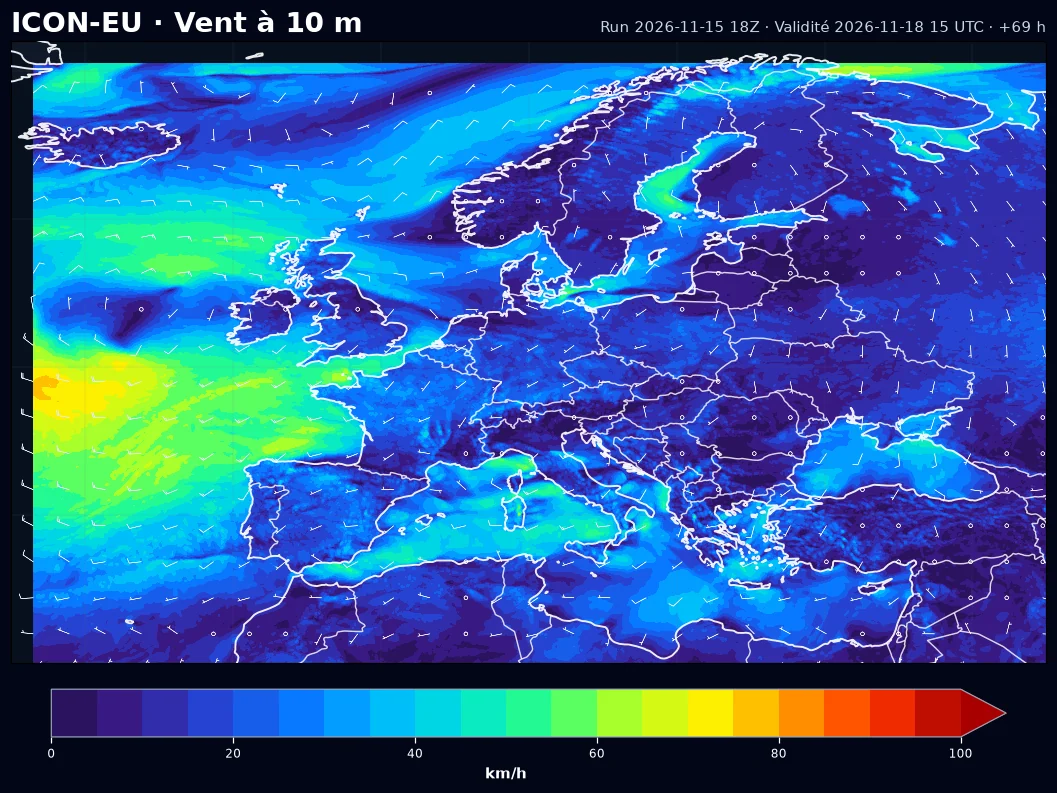 ICON-EU · Vent à 10 m
Run 2026-11-15 18Z · Validité 2026-11-18 15 UTC · +69 h
0 20 40 60 80 100
km/h